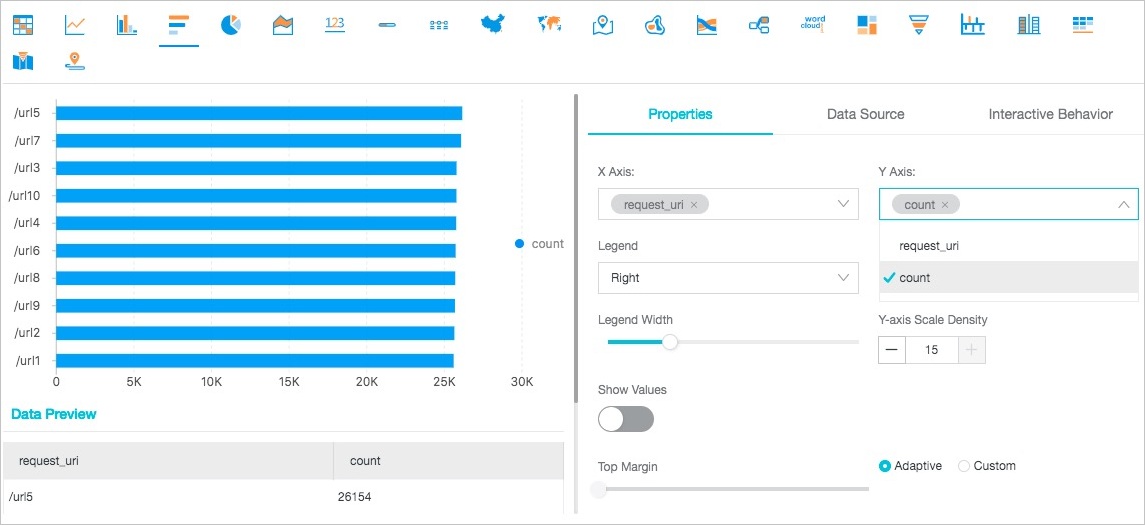 123
word
cloud
/url5
/url7
/url3
/url10
/url4
/url6
/url8
/url9
/url2
/url1
0 5K 10K 15K 20K 25K 30K
count
Data Preview
request_uri count
/url5 26154
Properties Data Source Interactive Behavior
X Axis: Y Axis:
request_uri × count ×
request_uri
count
Legend
Right
Legend Width Y-axis Scale Density
15
Show Values
Top Margin Adaptive Custom